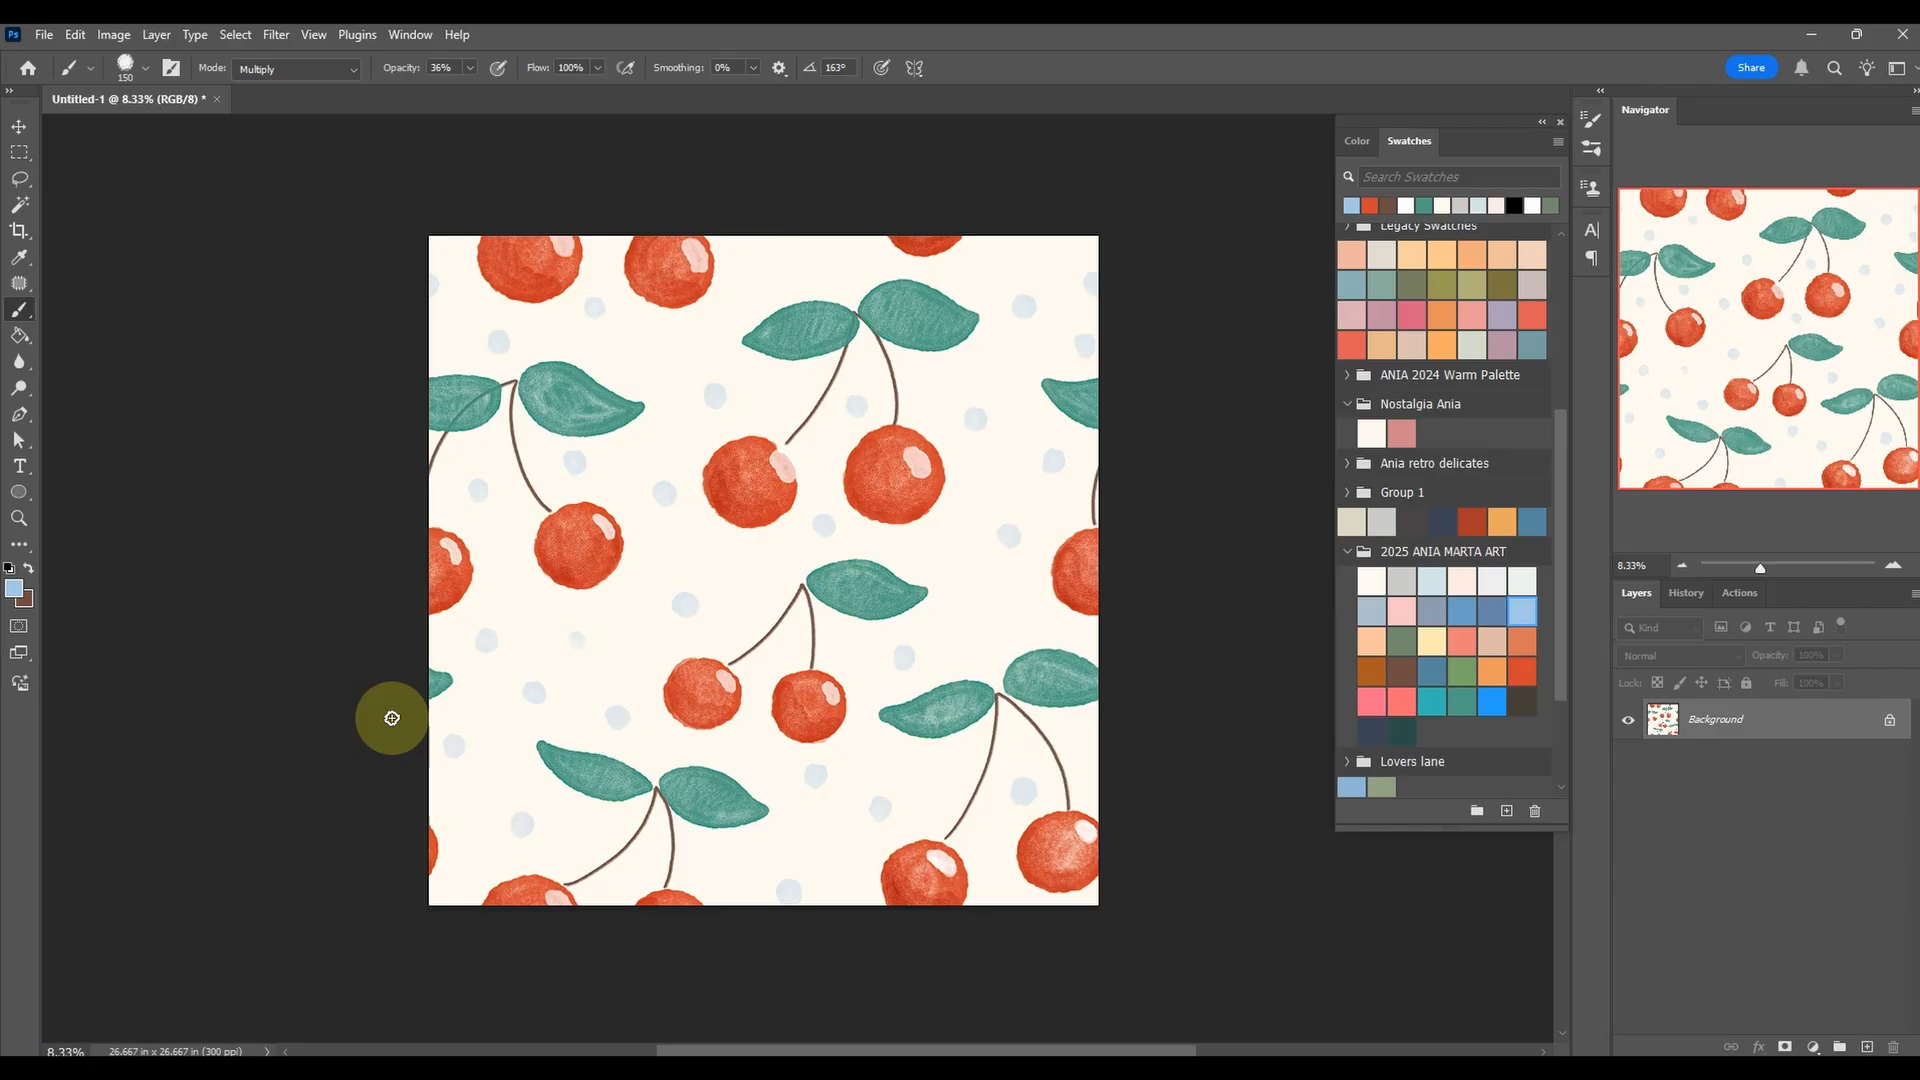 Ps File Edit Image Layer Type Select Filter View Plugins Window Help
150 Mode: Multiply Opacity: 36% Flow: 100% Smoothing: 0% 163° Share
Untitled-1 @ 8.33% (RGB/8) * ×
Navigator
Color Swatches
Search Swatches
Legacy Swatches
ANIA 2024 Warm Palette
Nostalgia Ania
Ania retro delicates
Group 1
2025 ANIA MARTA ART
Lovers lane
8.33%
Layers History Actions
Kind
Normal Opacity: 100%
Lock: Fill: 100%
Background
8.33% 26.667 in x 26.667 in (300 ppi)